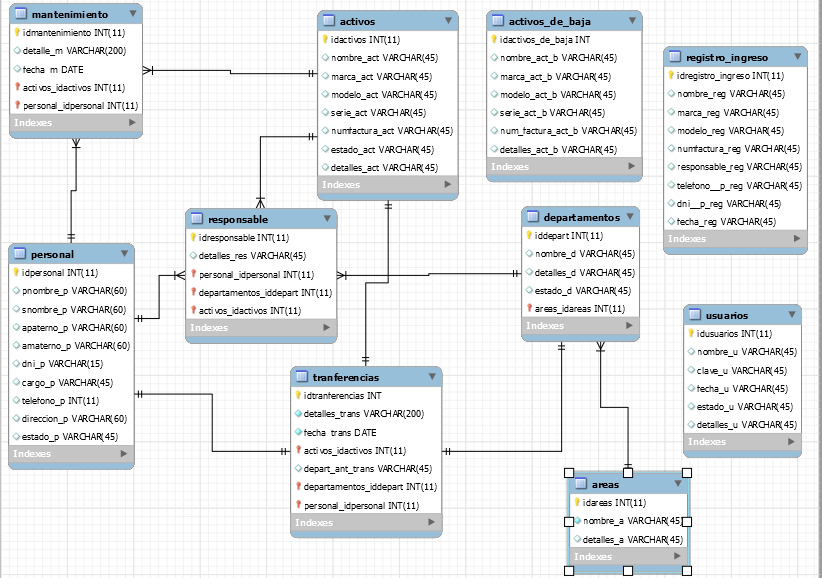 mantenimiento
idmantenimiento INT(11)
detalle_m VARCHAR(200)
fecha_m DATE
activos_idactivos INT(11)
personal_idpersonal INT(11)
Indexes
activos
idactivos INT(11)
nombre_act VARCHAR(45)
marca_act VARCHAR(45)
modelo_act VARCHAR(45)
serie_act VARCHAR(45)
numfactura_act VARCHAR(45)
estado_act VARCHAR(45)
detalles_act VARCHAR(45)
Indexes
activos_de_baja
idactivos_de_baja INT
nombre_act_b VARCHAR(45)
marca_act_b VARCHAR(45)
modelo_act_b VARCHAR(45)
serie_act_b VARCHAR(45)
num_factura_act_b VARCHAR(45)
detalles_act_b VARCHAR(45)
Indexes
registro_ingreso
idregistro_ingreso INT(11)
nombre_reg VARCHAR(45)
marca_reg VARCHAR(45)
modelo_reg VARCHAR(45)
numfactura_reg VARCHAR(45)
responsable_reg VARCHAR(45)
telefono__p_reg VARCHAR(45)
dni__p_reg VARCHAR(45)
fecha_reg VARCHAR(45)
Indexes
responsable
idresponsable INT(11)
detalles_res VARCHAR(45)
personal_idpersonal INT(11)
departamentos_iddepart INT(11)
activos_idactivos INT(11)
Indexes
departamentos
iddepart INT(11)
nombre_d VARCHAR(45)
detalles_d VARCHAR(45)
estado_d VARCHAR(45)
areas_idareas INT(11)
Indexes
personal
idpersonal INT(11)
pnombre_p VARCHAR(60)
snombre_p VARCHAR(60)
apaterno_p VARCHAR(60)
amaterno_p VARCHAR(60)
dni_p VARCHAR(15)
cargo_p VARCHAR(45)
telefono_p INT(11)
direccion_p VARCHAR(60)
estado_p VARCHAR(45)
Indexes
tranferencias
idtranferencias INT
detalles_trans VARCHAR(200)
fecha_trans DATE
activos_idactivos INT(11)
depart_ant_trans VARCHAR(45)
departamentos_iddepart INT(11)
personal_idpersonal INT(11)
Indexes
usuarios
idusuarios INT(11)
nombre_u VARCHAR(45)
clave_u VARCHAR(45)
fecha_u VARCHAR(45)
estado_u VARCHAR(45)
detalles_u VARCHAR(45)
Indexes
areas
idareas INT(11)
nombre_a VARCHAR(45)
detalles_a VARCHAR(45)
Indexes